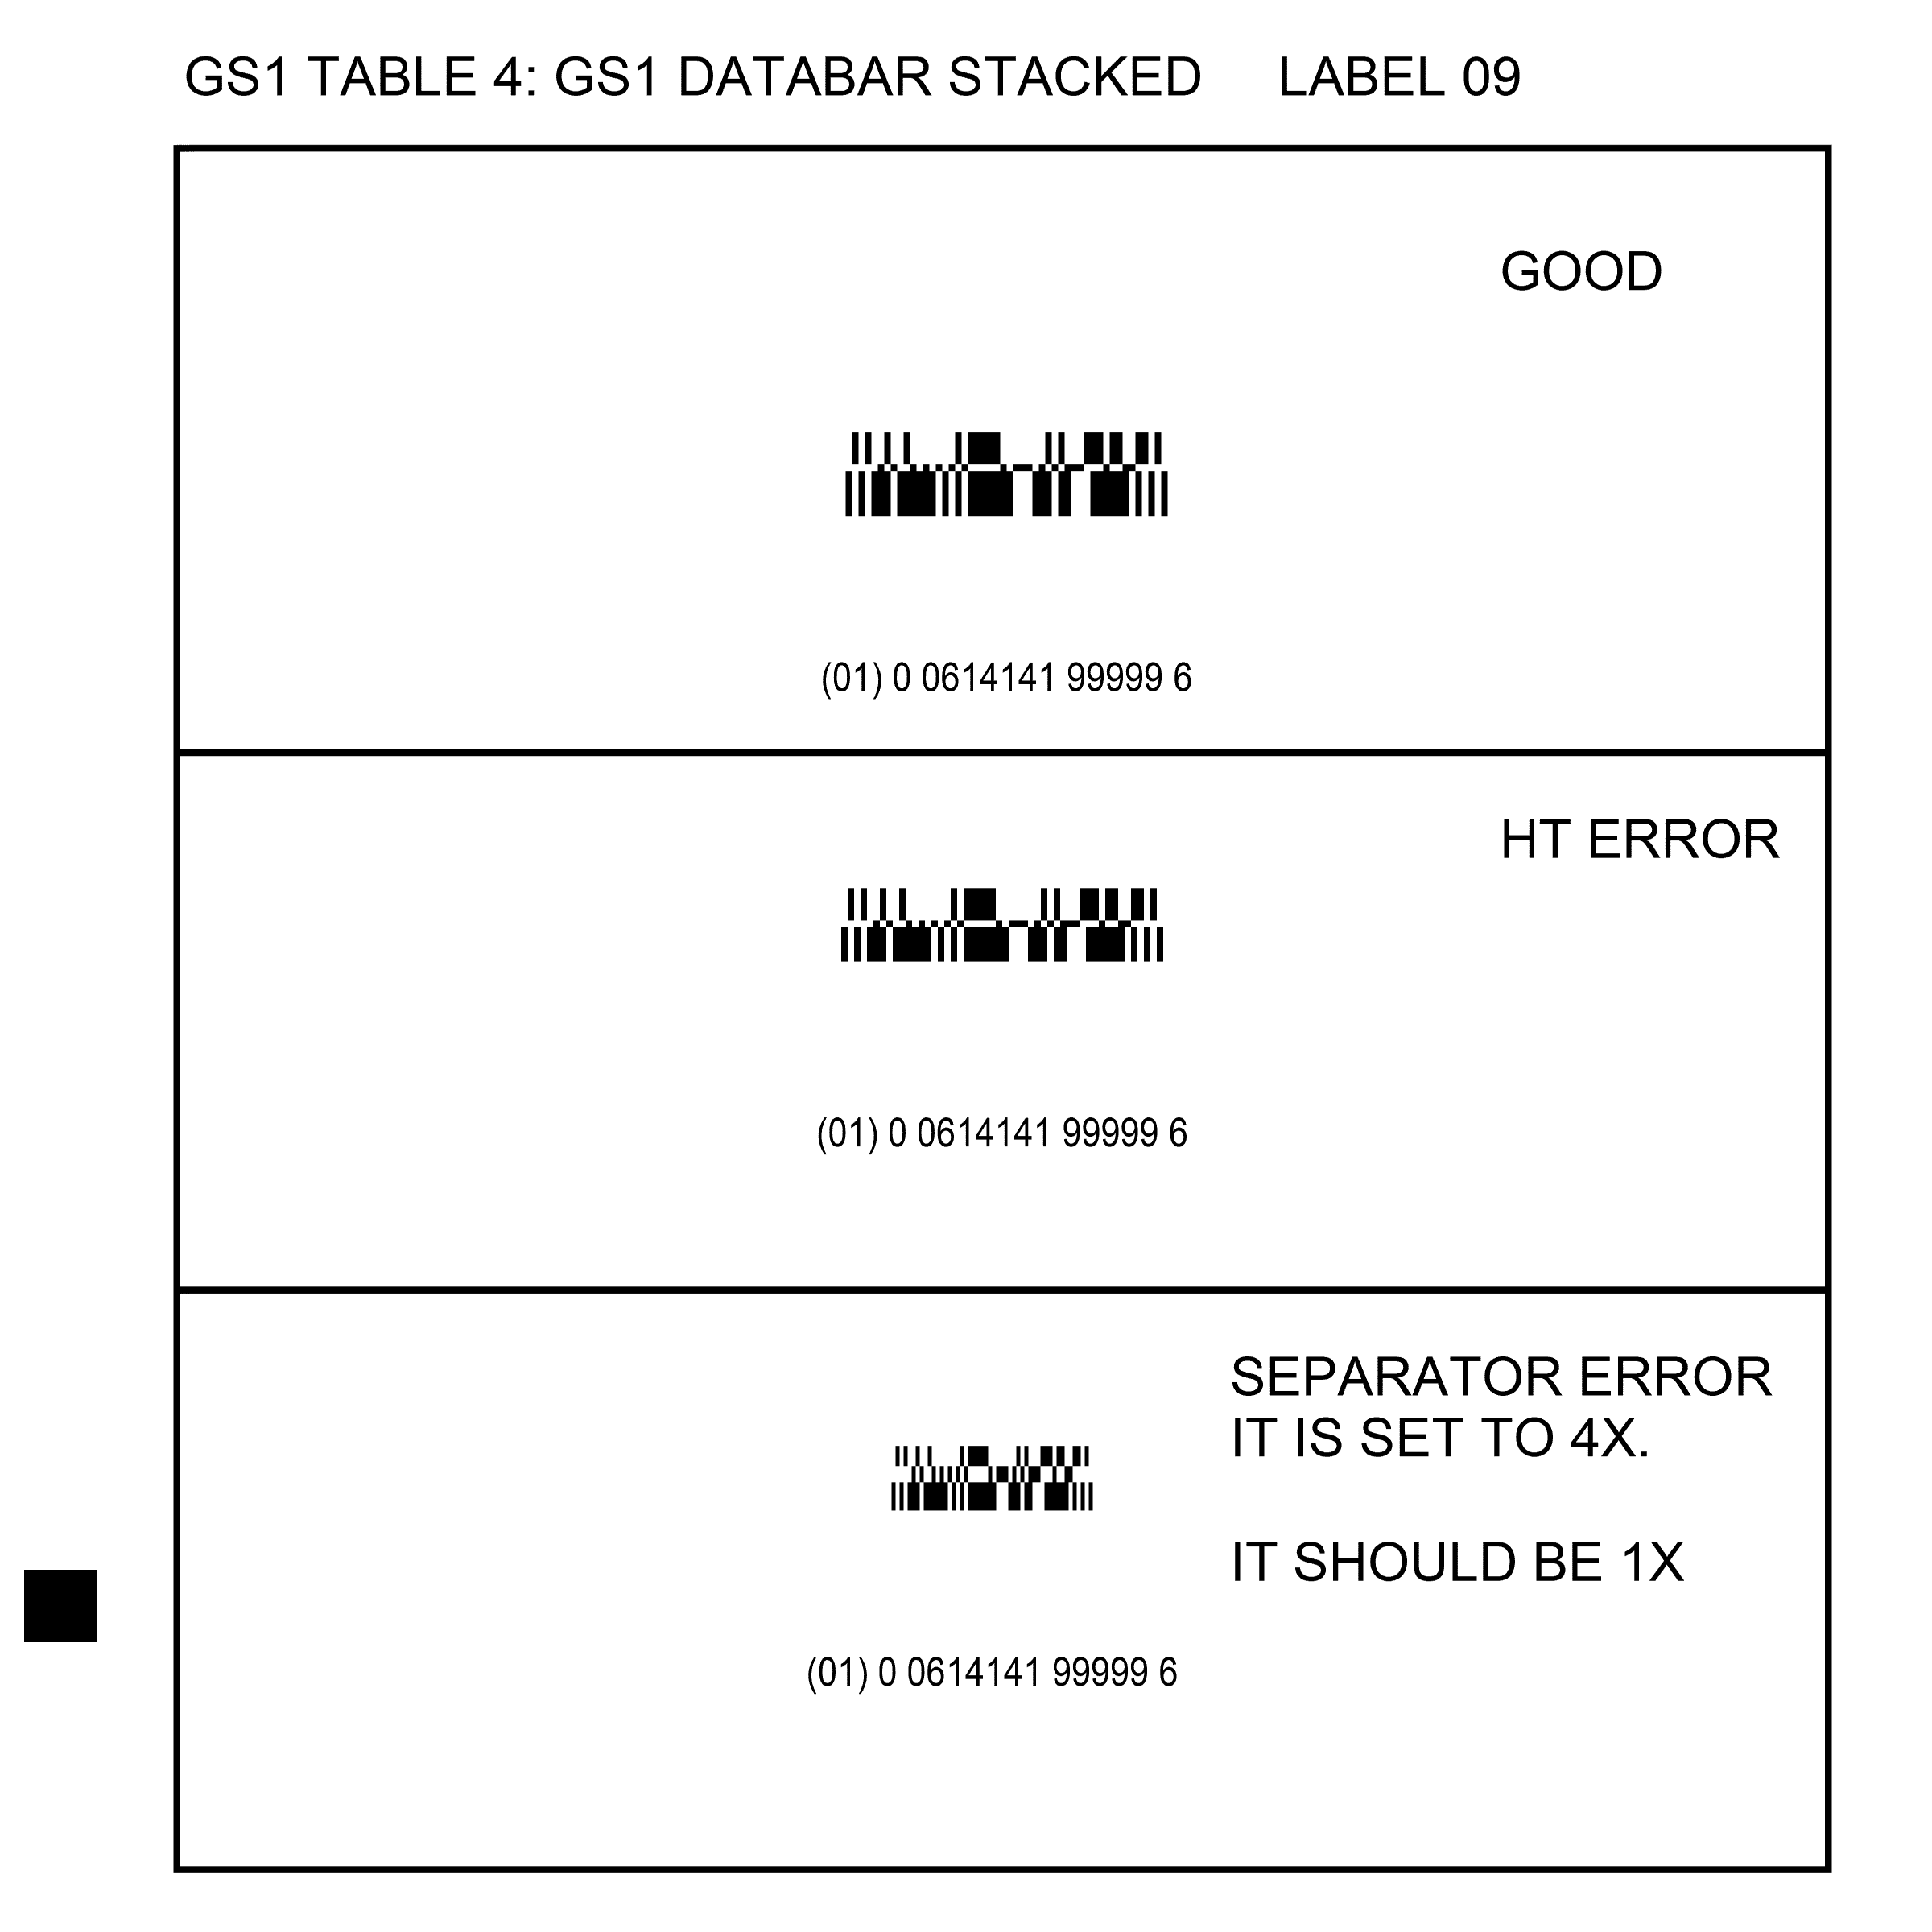 GS1 TABLE 4: GS1 DATABAR STACKED LABEL 09
GOOD
(01) 0 0614141 99999 6
HT ERROR
(01) 0 0614141 99999 6
SEPARATOR ERROR
IT IS SET TO 4X.
IT SHOULD BE 1X
(01) 0 0614141 99999 6